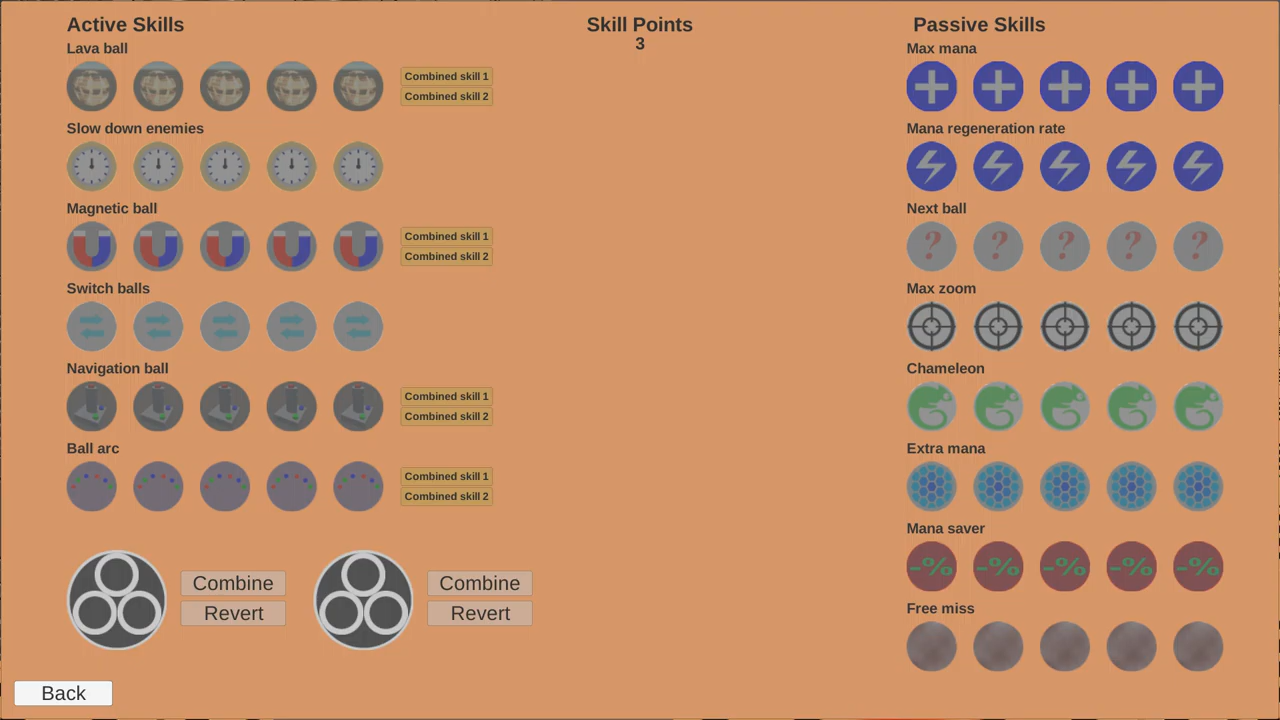 Active Skills
Skill Points
3
Passive Skills
Lava ball
Combined skill 1
Combined skill 2
Slow down enemies
Magnetic ball
Combined skill 1
Combined skill 2
Switch balls
Navigation ball
Combined skill 1
Combined skill 2
Ball arc
Combined skill 1
Combined skill 2
Combine
Revert
Combine
Revert
Back
Max mana
Mana regeneration rate
Next ball
? ? ? ? ?
Max zoom
Chameleon
Extra mana
Mana saver
-% -% -% -% -%
Free miss